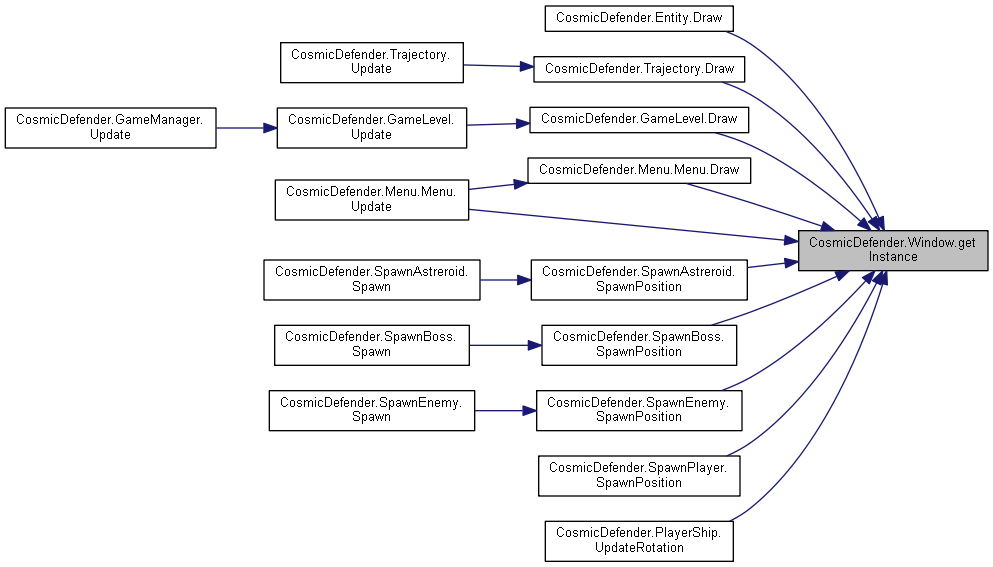 CosmicDefender.Entity.Draw
CosmicDefender.Trajectory.
Update
CosmicDefender.Trajectory.Draw
CosmicDefender.GameManager.
Update
CosmicDefender.GameLevel.
Update
CosmicDefender.GameLevel.Draw
CosmicDefender.Menu.Menu.Draw
CosmicDefender.Menu.Menu.
Update
CosmicDefender.Window.get
Instance
CosmicDefender.SpawnAstreroid.
Spawn
CosmicDefender.SpawnAstreroid.
SpawnPosition
CosmicDefender.SpawnBoss.
Spawn
CosmicDefender.SpawnBoss.
SpawnPosition
CosmicDefender.SpawnEnemy.
Spawn
CosmicDefender.SpawnEnemy.
SpawnPosition
CosmicDefender.SpawnPlayer.
SpawnPosition
CosmicDefender.PlayerShip.
UpdateRotation